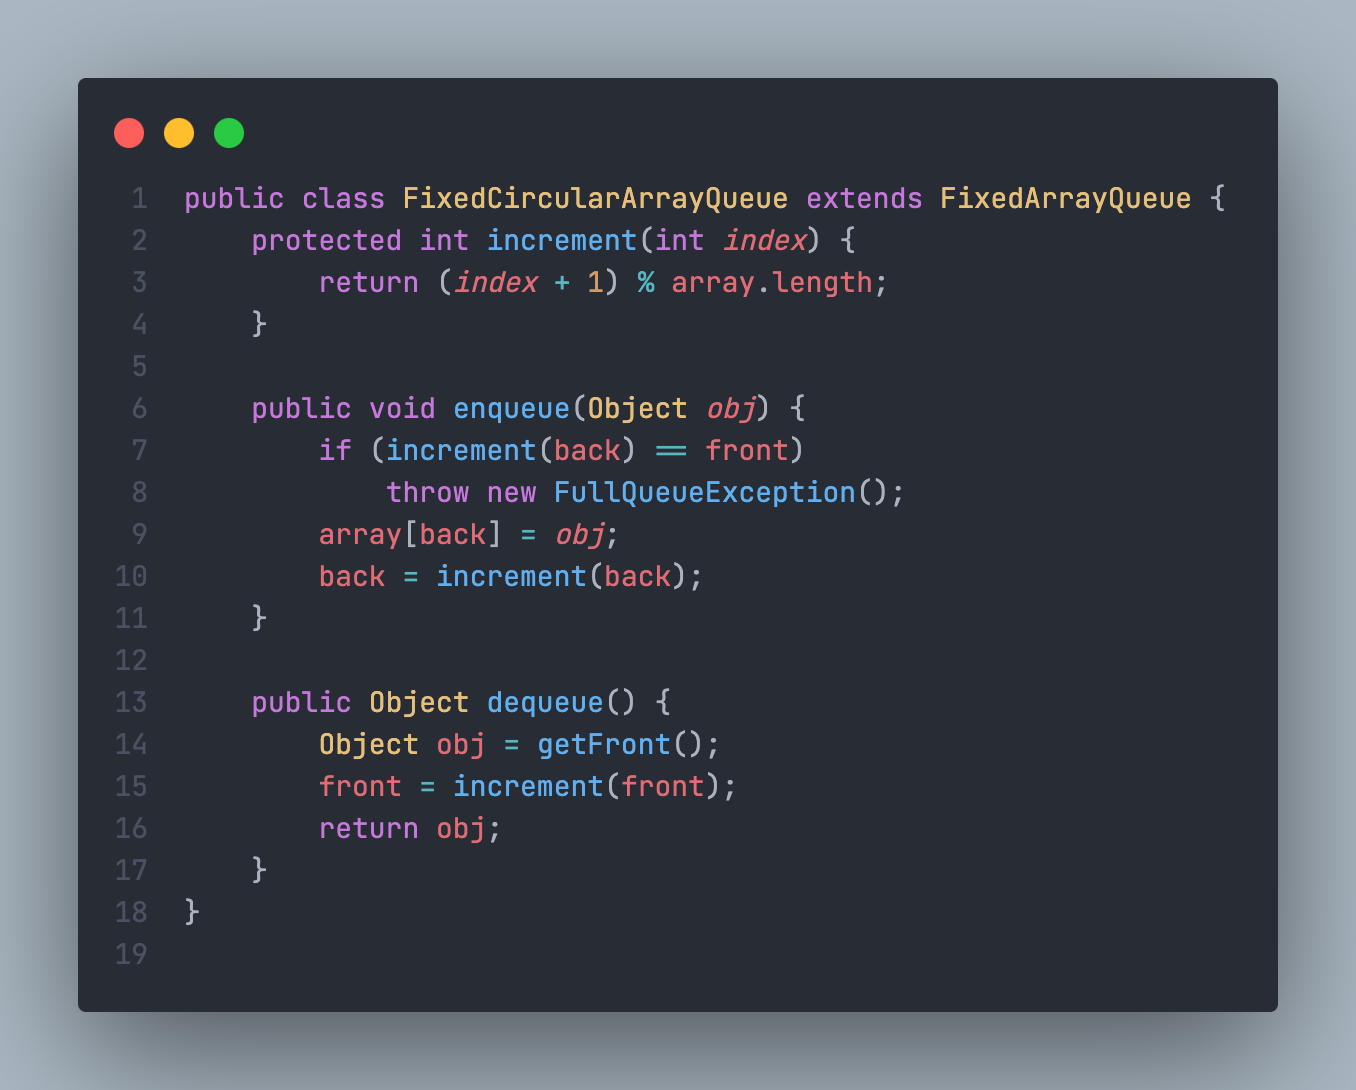 1 public class FixedCircularArrayQueue extends FixedArrayQueue {
2     protected int increment(int index) {
3         return (index + 1) % array.length;
4     }
5
6     public void enqueue(Object obj) {
7         if (increment(back) == front)
8             throw new FullQueueException();
9         array[back] = obj;
10         back = increment(back);
11     }
12
13     public Object dequeue() {
14         Object obj = getFront();
15         front = increment(front);
16         return obj;
17     }
18 }
19